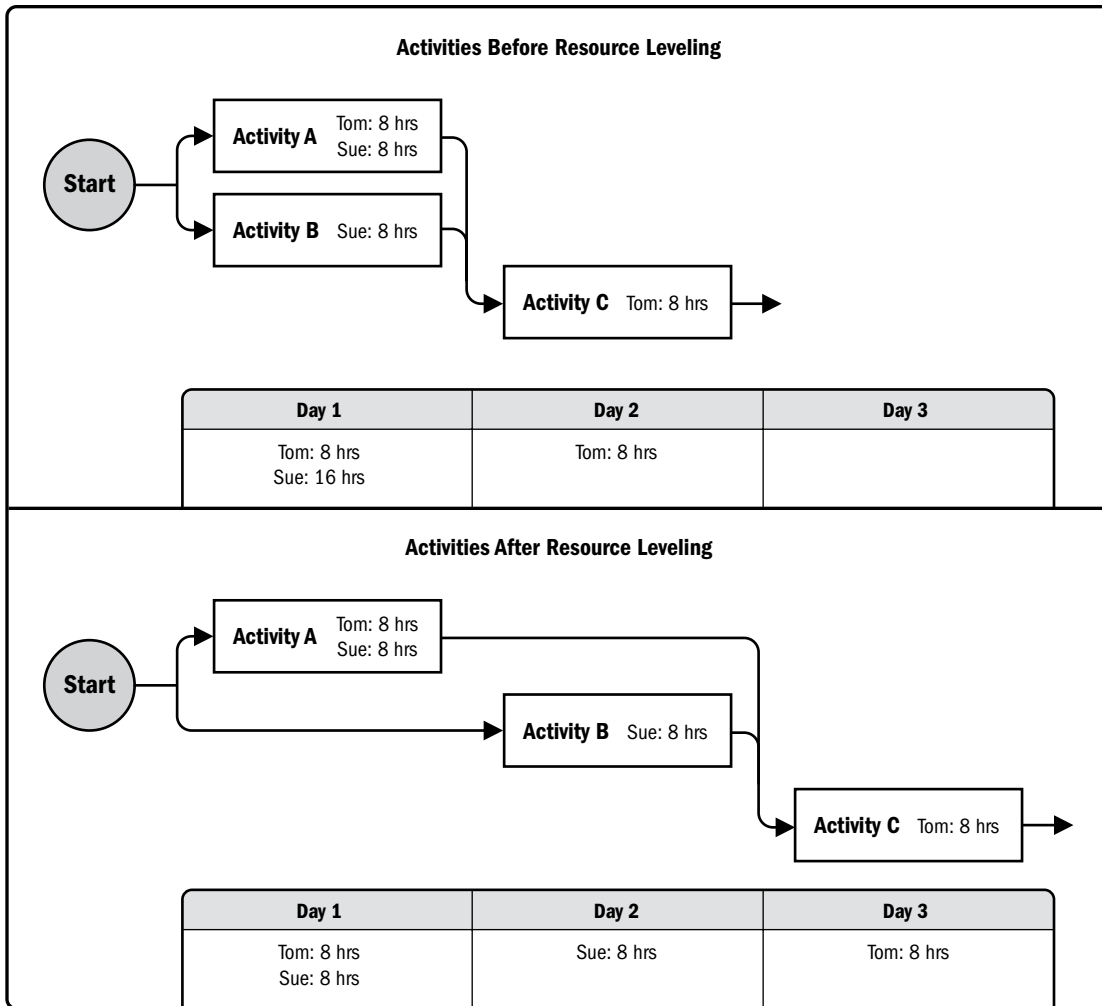 Activities Before Resource Leveling
Start
Activity A
Tom: 8 hrs
Sue: 8 hrs
Activity B Sue: 8 hrs
Activity C Tom: 8 hrs
Day 1 Day 2 Day 3
Tom: 8 hrs Tom: 8 hrs
Sue: 16 hrs
Activities After Resource Leveling
Start
Activity A
Tom: 8 hrs
Sue: 8 hrs
Activity B Sue: 8 hrs
Activity C Tom: 8 hrs
Day 1 Day 2 Day 3
Tom: 8 hrs Sue: 8 hrs Tom: 8 hrs
Sue: 8 hrs